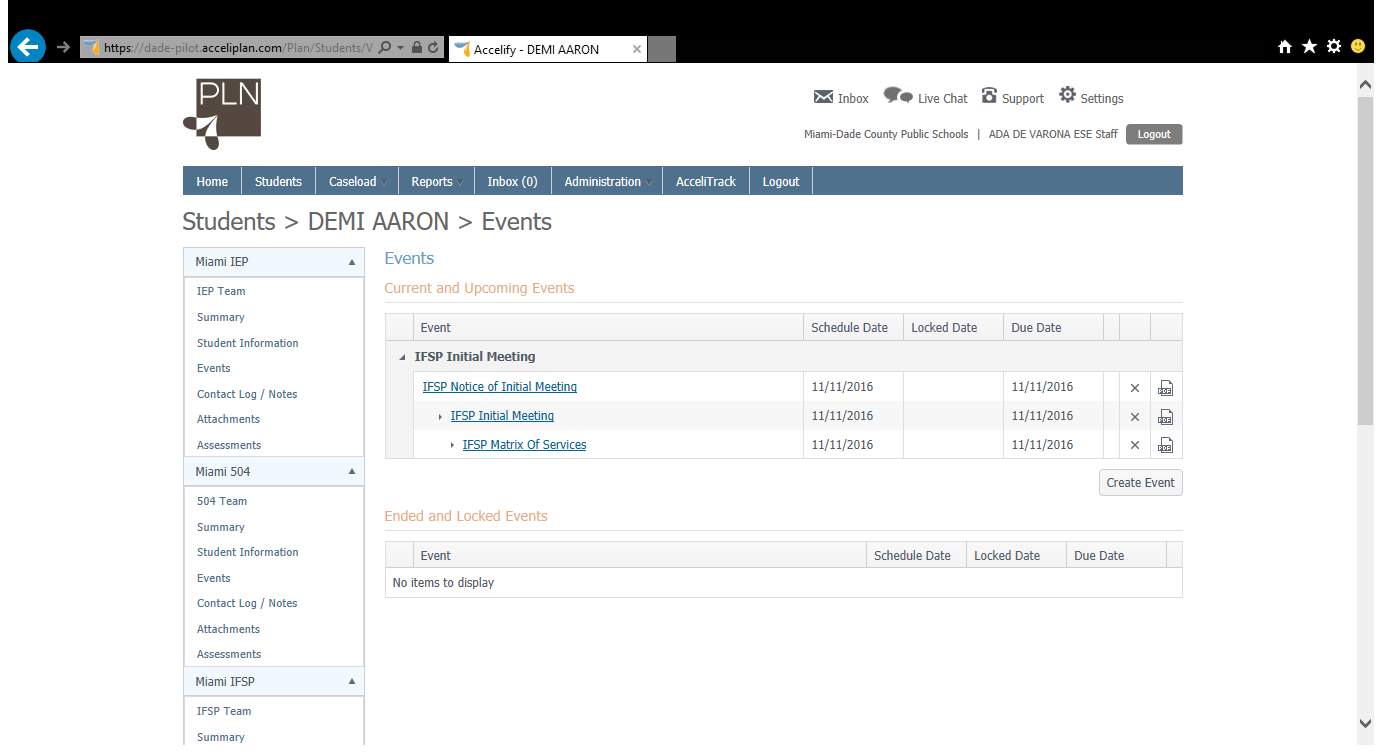 https://dade-pilot.acceliplan.com/Plan/Students/V
Accelify - DEMI AARON
PLN
Inbox Live Chat Support Settings
Miami-Dade County Public Schools | ADA DE VARONA ESE Staff Logout
Home Students Caseload Reports Inbox (0) Administration AcceliTrack Logout
Students > DEMI AARON > Events
Miami IEP
IEP Team
Summary
Student Information
Events
Contact Log / Notes
Attachments
Assessments
Miami 504
504 Team
Summary
Student Information
Events
Contact Log / Notes
Attachments
Assessments
Miami IFSP
IFSP Team
Summary
Events
Current and Upcoming Events
Event Schedule Date Locked Date Due Date
IFSP Initial Meeting
IFSP Notice of Initial Meeting 11/11/2016 11/11/2016
IFSP Initial Meeting 11/11/2016 11/11/2016
IFSP Matrix Of Services 11/11/2016 11/11/2016
Create Event
Ended and Locked Events
Event Schedule Date Locked Date Due Date
No items to display